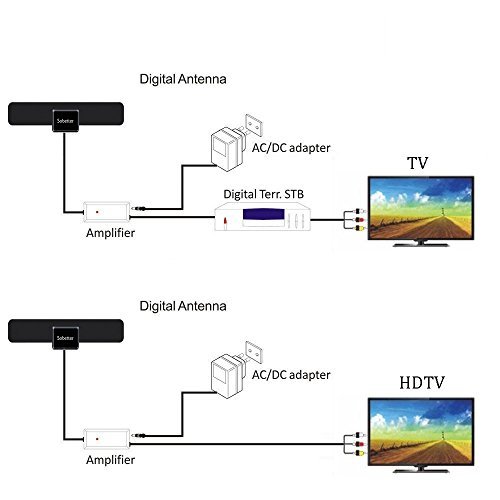 Digital Antenna
Sobetter
AC/DC adapter
TV
Digital Terr. STB
Amplifier
Digital Antenna
Sobetter
AC/DC adapter
HDTV
Amplifier